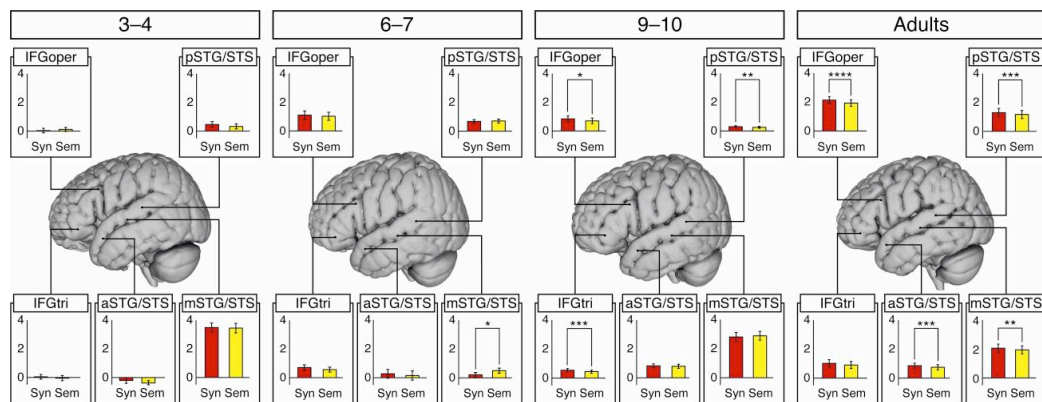 3–4
6–7
9–10
Adults
IFGoper
pSTG/STS
IFGoper
pSTG/STS
IFGoper
pSTG/STS
IFGoper
pSTG/STS
4
2
0
Syn Sem
4
2
0
Syn Sem
4
2
0
Syn Sem
4
2
0
Syn Sem
4
2
0
*
Syn Sem
4
2
0
**
Syn Sem
4
2
0
****
Syn Sem
4
2
0
***
Syn Sem
IFGtri
aSTG/STS
mSTG/STS
IFGtri
aSTG/STS
mSTG/STS
IFGtri
aSTG/STS
mSTG/STS
IFGtri
aSTG/STS
mSTG/STS
4
2
0
Syn Sem
4
2
0
Syn Sem
4
2
0
Syn Sem
4
2
0
Syn Sem
4
2
0
Syn Sem
4
2
0
*
Syn Sem
4
2
0
***
Syn Sem
4
2
0
Syn Sem
4
2
0
Syn Sem
4
2
0
Syn Sem
4
2
0
***
Syn Sem
4
2
0
**
Syn Sem